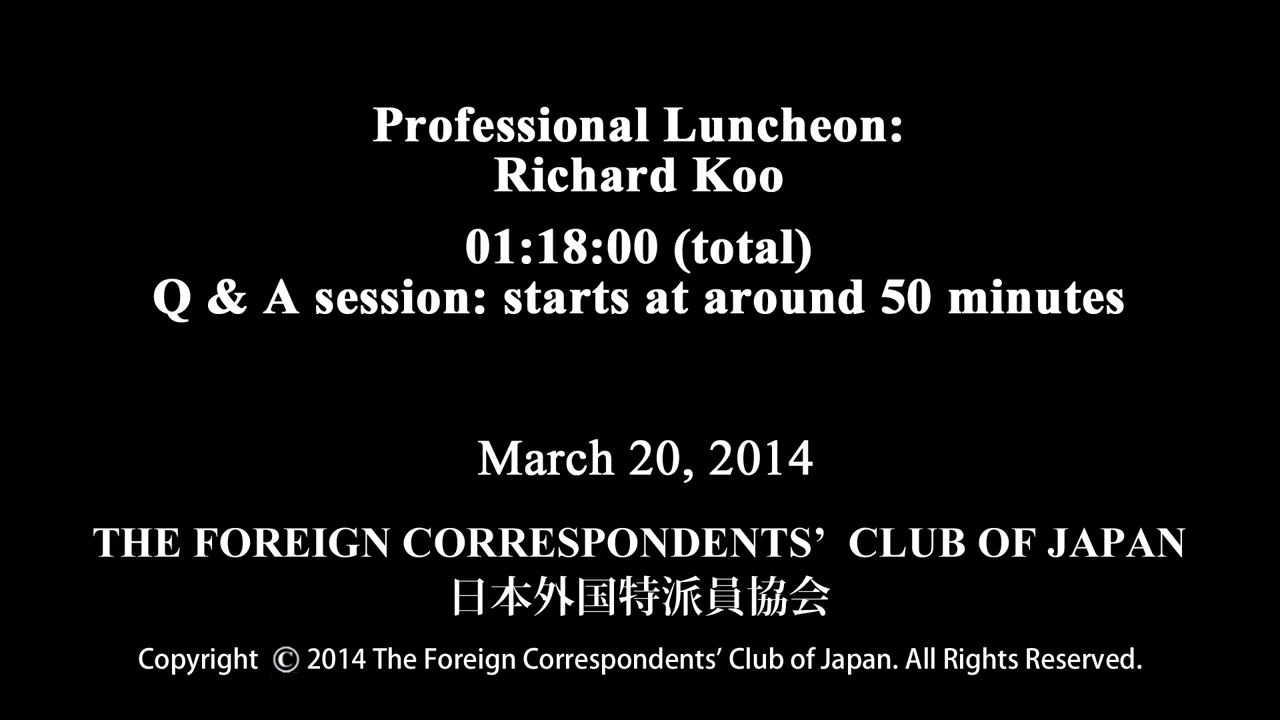 Professional Luncheon:
Richard Koo
01:18:00 (total)
Q & A session: starts at around 50 minutes
March 20, 2014
THE FOREIGN CORRESPONDENTS’ CLUB OF JAPAN
日本外国特派員協会
Copyright © 2014 The Foreign Correspondents’ Club of Japan. All Rights Reserved.